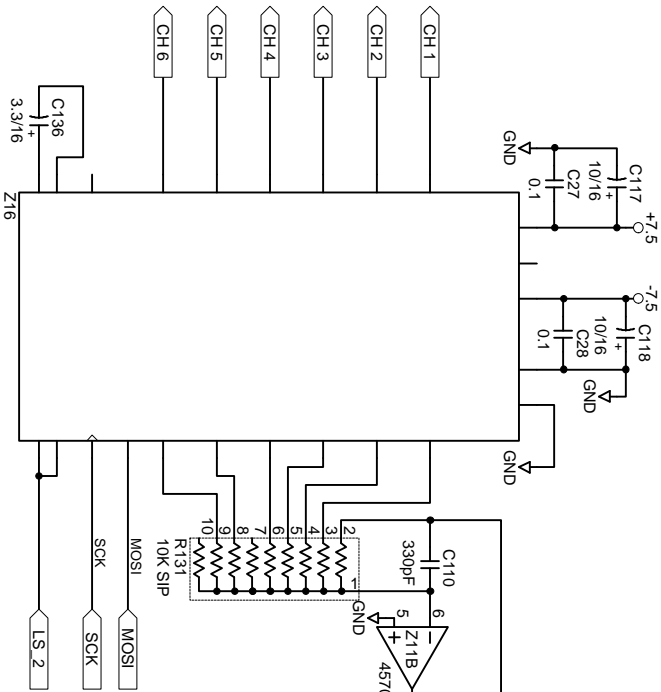 CH 6
CH 5
CH 4
CH 3
CH 2
CH 1
C136
3.3/16
+
Z16
GND
C117
10/16
+
C27
0.1
+7.5
-7.5
C118
10/16
+
C28
0.1
GND
GND
10
9
8
7
6
5
4
3
2
1
R131
10K SIP
C110
330pF
GND
5
6
+
−
Z11B
4570
SCK
MOSI
LS_2
SCK
MOSI